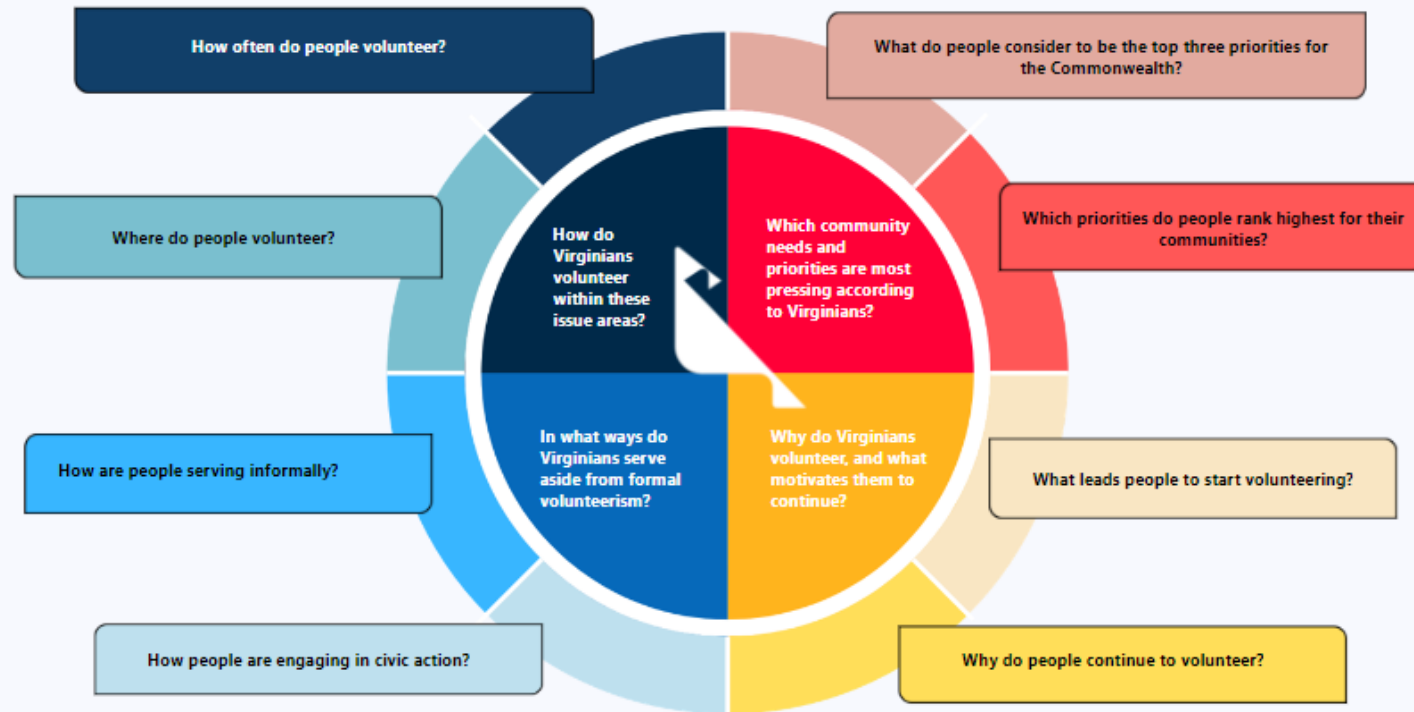 How often do people volunteer?
What do people consider to be the top three priorities for
the Commonwealth?
Where do people volunteer?
Which priorities do people rank highest for their
communities?
How do
Virginians
volunteer
within these
issue areas?
Which community
needs and
priorities are most
pressing according
to Virginians?
In what ways do
Virginians serve
aside from formal
volunteerism?
Why do Virginians
volunteer, and what
motivates them to
continue?
How are people serving informally?
What leads people to start volunteering?
How people are engaging in civic action?
Why do people continue to volunteer?